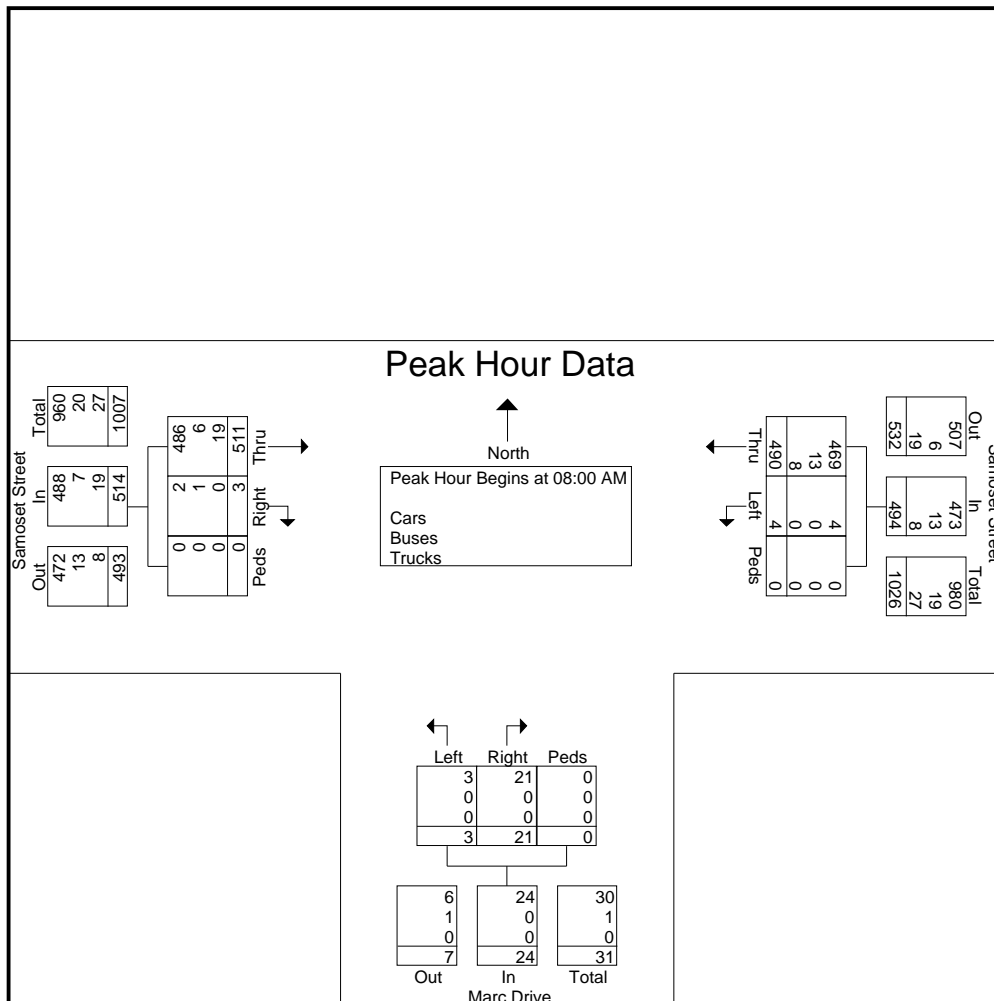 Peak Hour Data
North
Peak Hour Begins at 08:00 AM
Cars
Buses
Trucks
Samoset Street
Total
960
20
27
1007
In
488
7
19
514
Out
472
13
8
493
Thru
486
6
19
511
Right
2
1
0
3
Peds
0
0
0
0
Samoset Street
Out
507
6
19
532
In
473
13
8
494
Total
980
19
27
1026
Thru
469
13
8
490
Left
4
0
0
4
Peds
0
0
0
0
Left Right Peds
3 21 0
0 0 0
0 0 0
3 21 0
6 24 30
1 0 1
0 0 0
7 24 31
Out In Total
Marc Drive